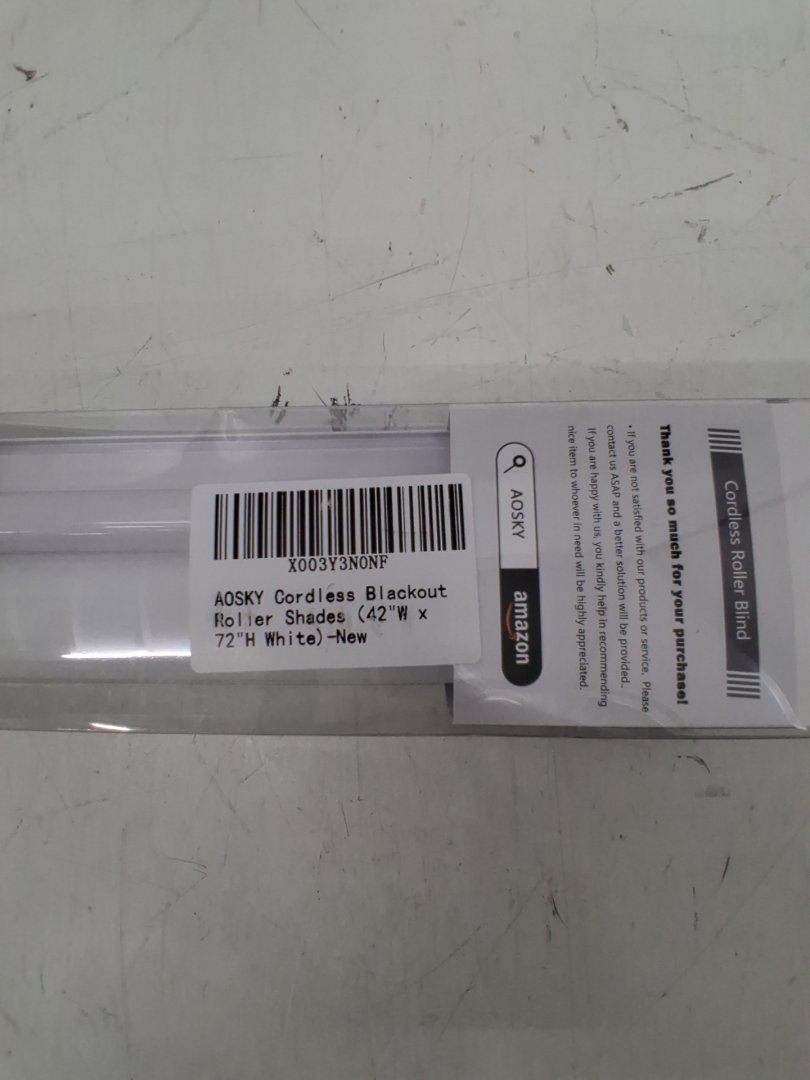 X003Y3N0NF
AOSKY Cordless Blackout
Roller Shades (42"W x
72"H White)-New
Cordless Roller Blind
Thank you so much for your purchase!
• If you are not satisfied with our products or service. Please
contact us ASAP and a better solution will be provided..
If you are happy with us, you kindly help in recommending
nice item to whoever in need will be highly appreciated.
AOSKY amazon